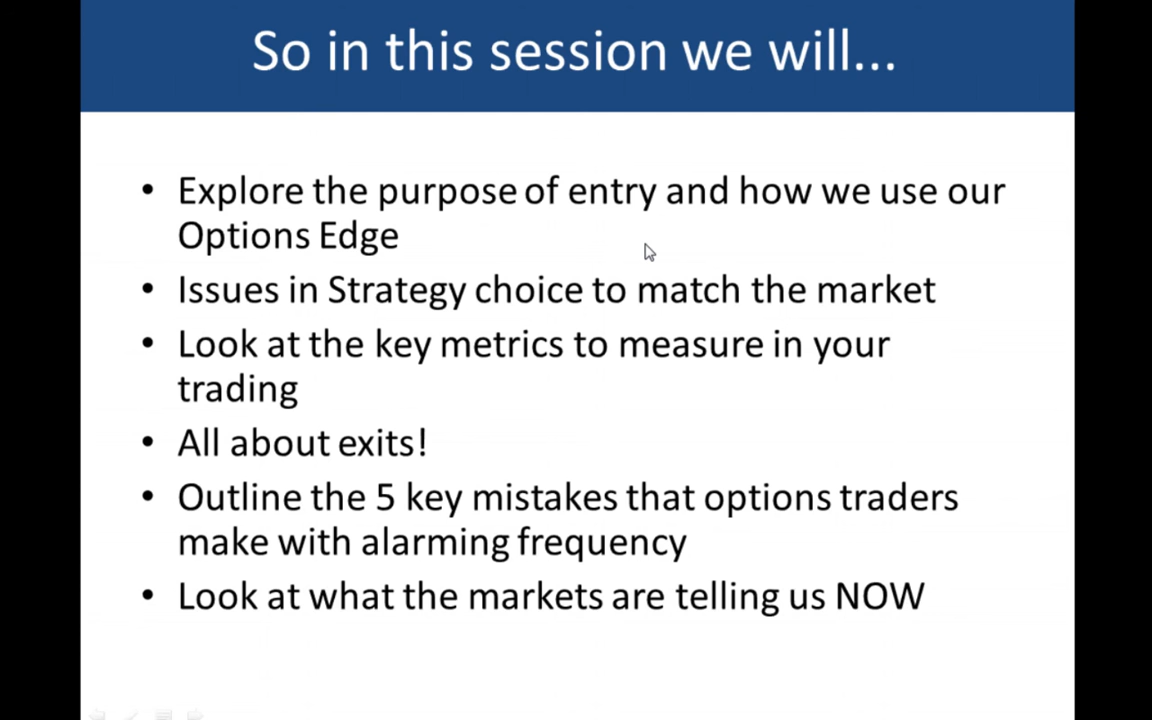 So in this session we will...
• Explore the purpose of entry and how we use our
Options Edge
• Issues in Strategy choice to match the market
• Look at the key metrics to measure in your
trading
• All about exits!
• Outline the 5 key mistakes that options traders
make with alarming frequency
• Look at what the markets are telling us NOW